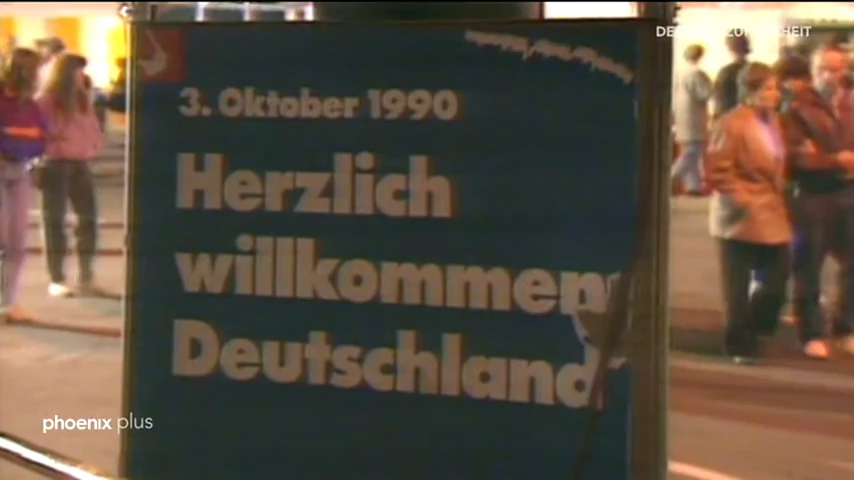 3. Oktober 1990
Herzlich
willkommen
Deutschland
phoenix plus